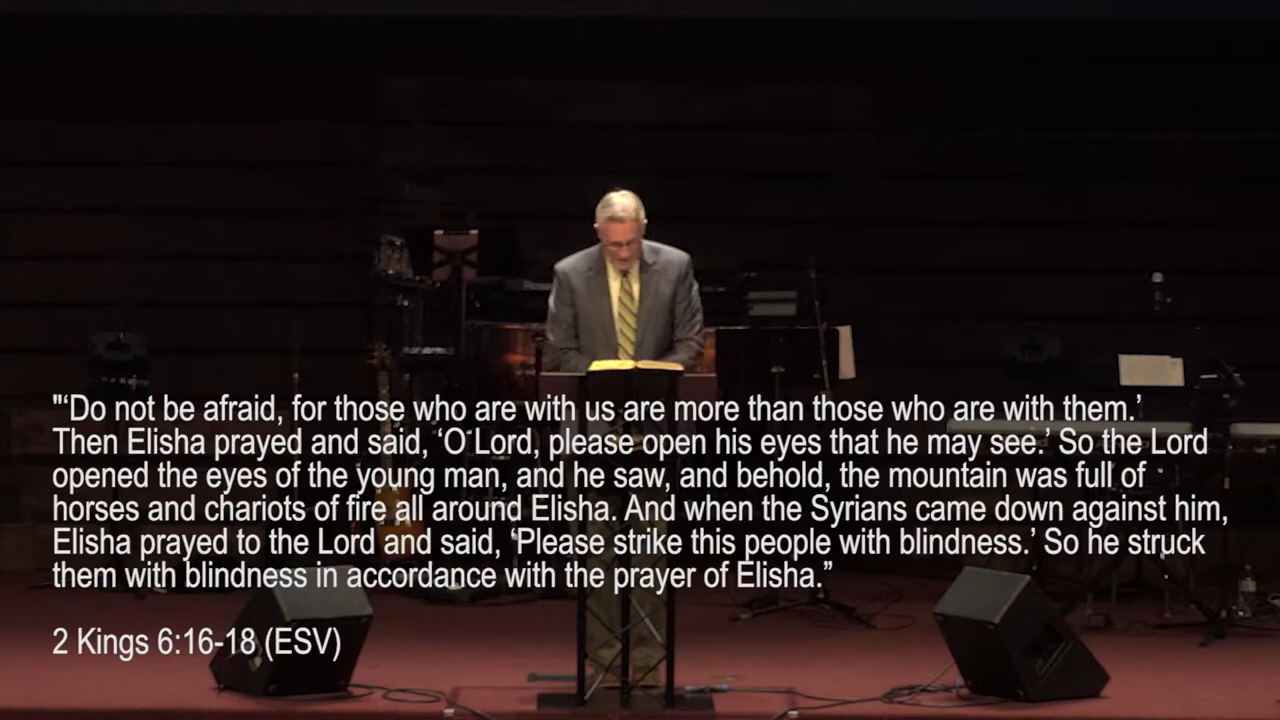 "‘Do not be afraid, for those who are with us are more than those who are with them.’
Then Elisha prayed and said, ‘O Lord, please open his eyes that he may see.’ So the Lord
opened the eyes of the young man, and he saw, and behold, the mountain was full of
horses and chariots of fire all around Elisha. And when the Syrians came down against him,
Elisha prayed to the Lord and said, ‘Please strike this people with blindness.’ So he struck
them with blindness in accordance with the prayer of Elisha.”
2 Kings 6:16-18 (ESV)